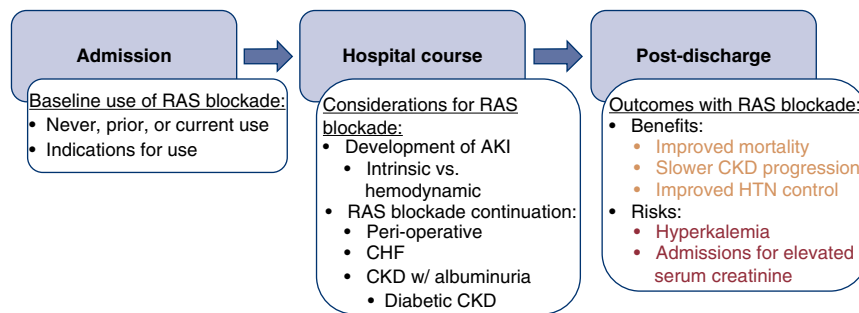 Admission
Baseline use of RAS blockade:
• Never, prior, or current use
• Indications for use
Hospital course
Considerations for RAS
blockade:
• Development of AKI
• Intrinsic vs.
hemodynamic
• RAS blockade continuation:
• Peri-operative
• CHF
• CKD w/ albuminuria
• Diabetic CKD
Post-discharge
Outcomes with RAS blockade:
• Benefits:
• Improved mortality
• Slower CKD progression
• Improved HTN control
• Risks:
• Hyperkalemia
• Admissions for elevated
serum creatinine